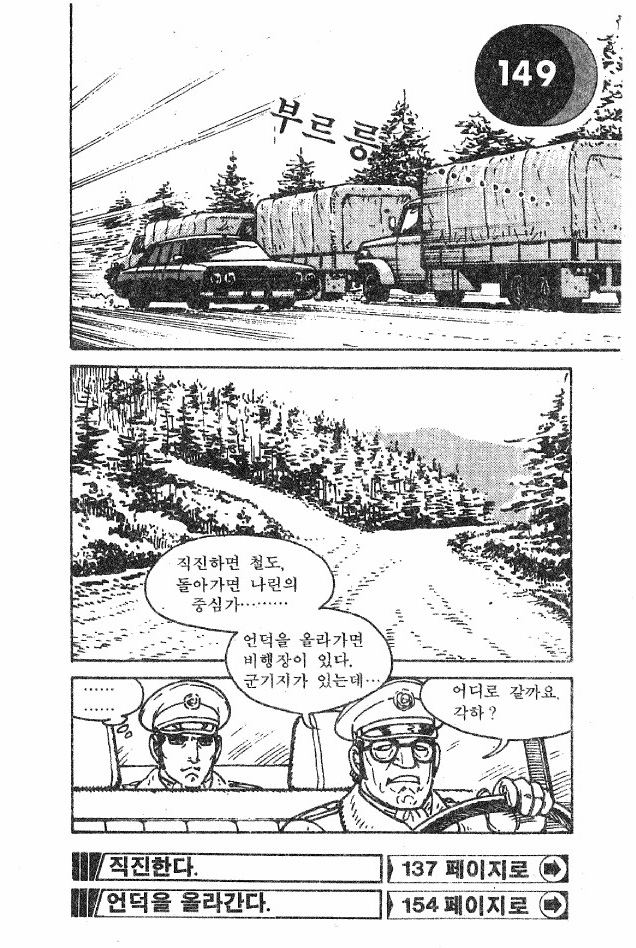 149
부르릉
직진하면 철도,
돌아가면 나린의
중심가………
언덕을 올라가면
비행장이 있다.
군기지가 있는데…
……
……
어디로 갈까요.
각하?
직진한다.
137 페이지로
언덕을 올라간다.
154 페이지로